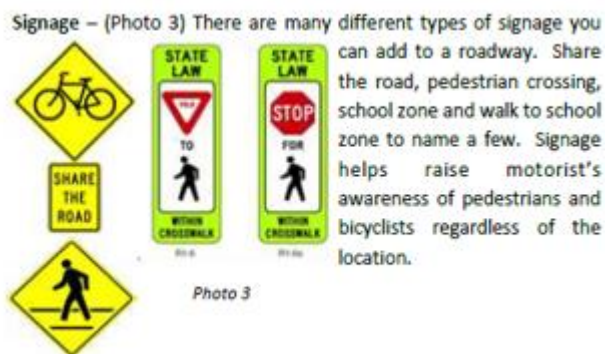 Signage – (Photo 3) There are many different types of signage you
can add to a roadway. Share
the road, pedestrian crossing,
school zone and walk to school
zone to name a few. Signage
helps raise motorist's
awareness of pedestrians and
bicyclists regardless of the
location.
SHARE
THE
ROAD
STATE
LAW
YIELD
TO
WITHIN
CROSSWALK
STATE
LAW
STOP
FOR
WITHIN
CROSSWALK
Photo 3